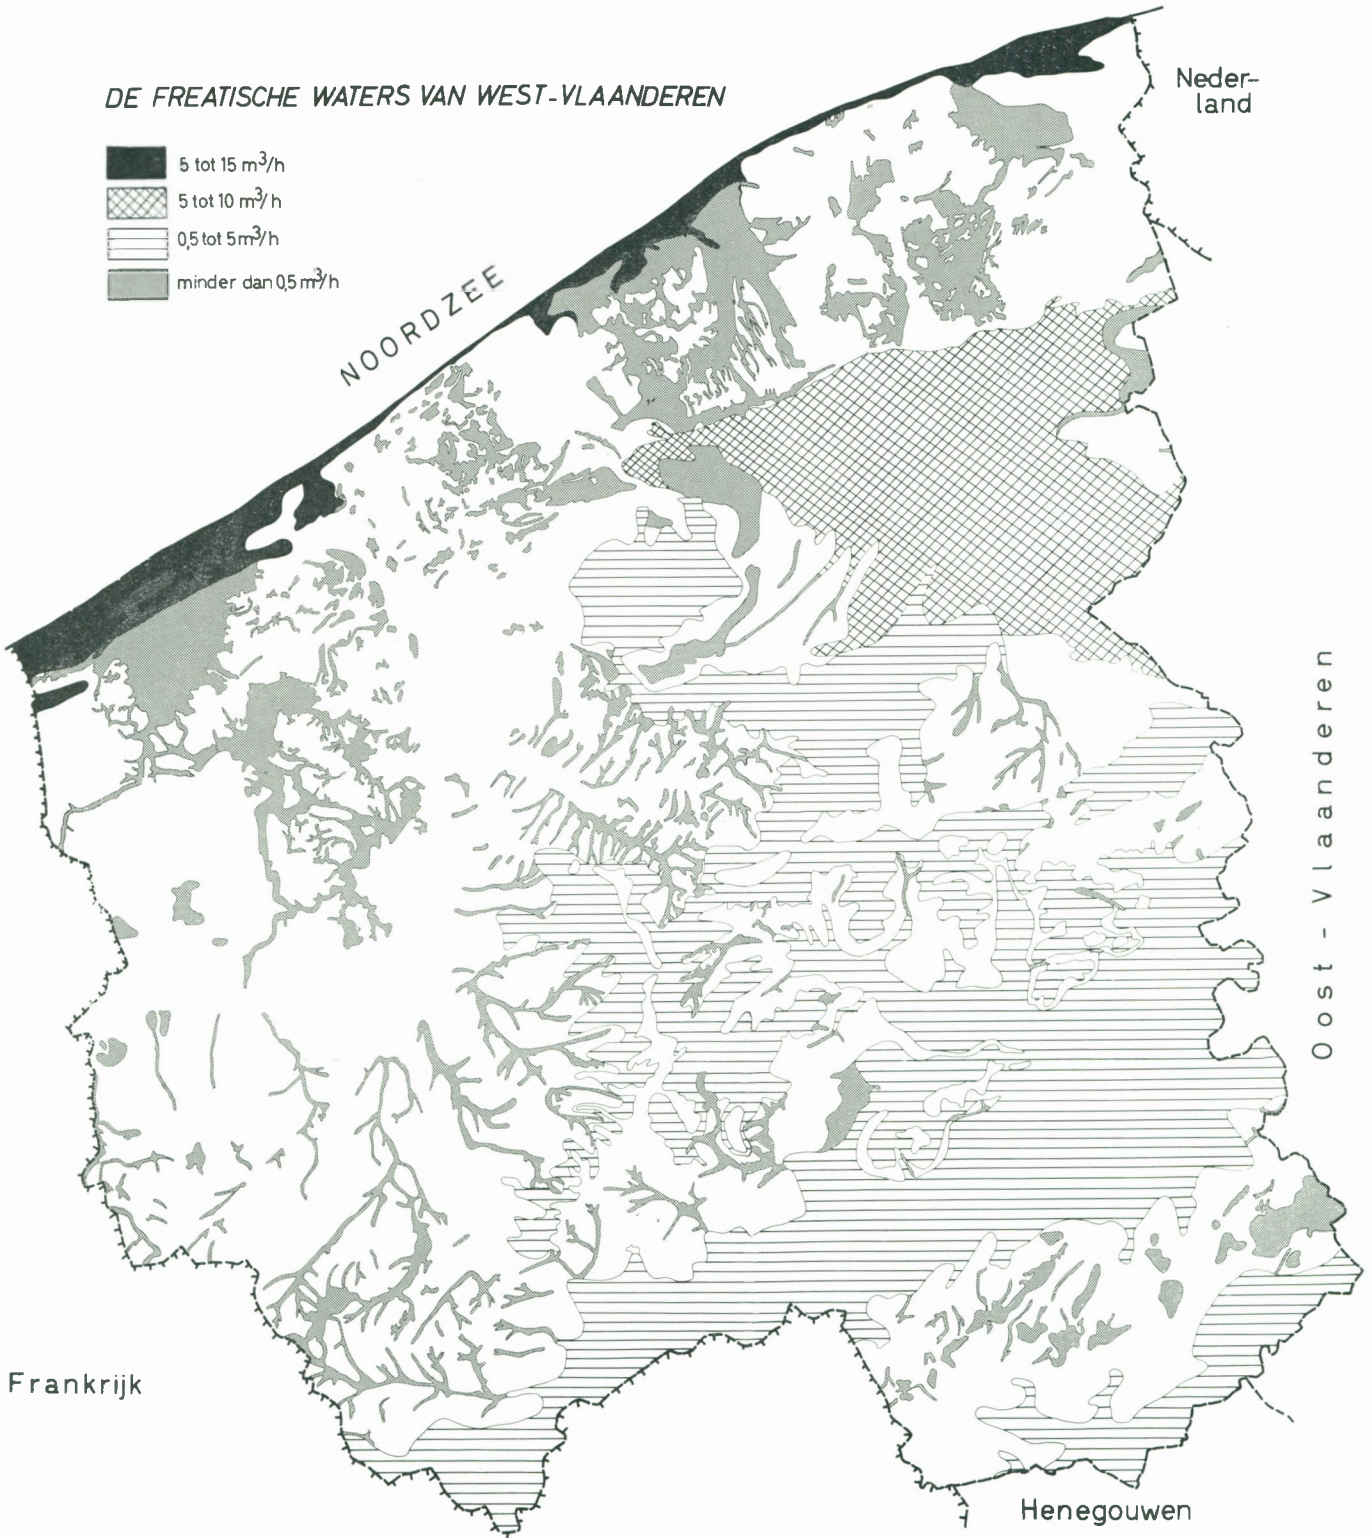 DE FREATISCHE WATERS VAN WEST-VLAANDEREN
5 tot 15 m³/h
5 tot 10 m³/h
0,5 tot 5 m³/h
minder dan 0,5 m³/h
NOORDZEE
Neder-
land
Oost - Vlaanderen
Frankrijk
Henegouwen